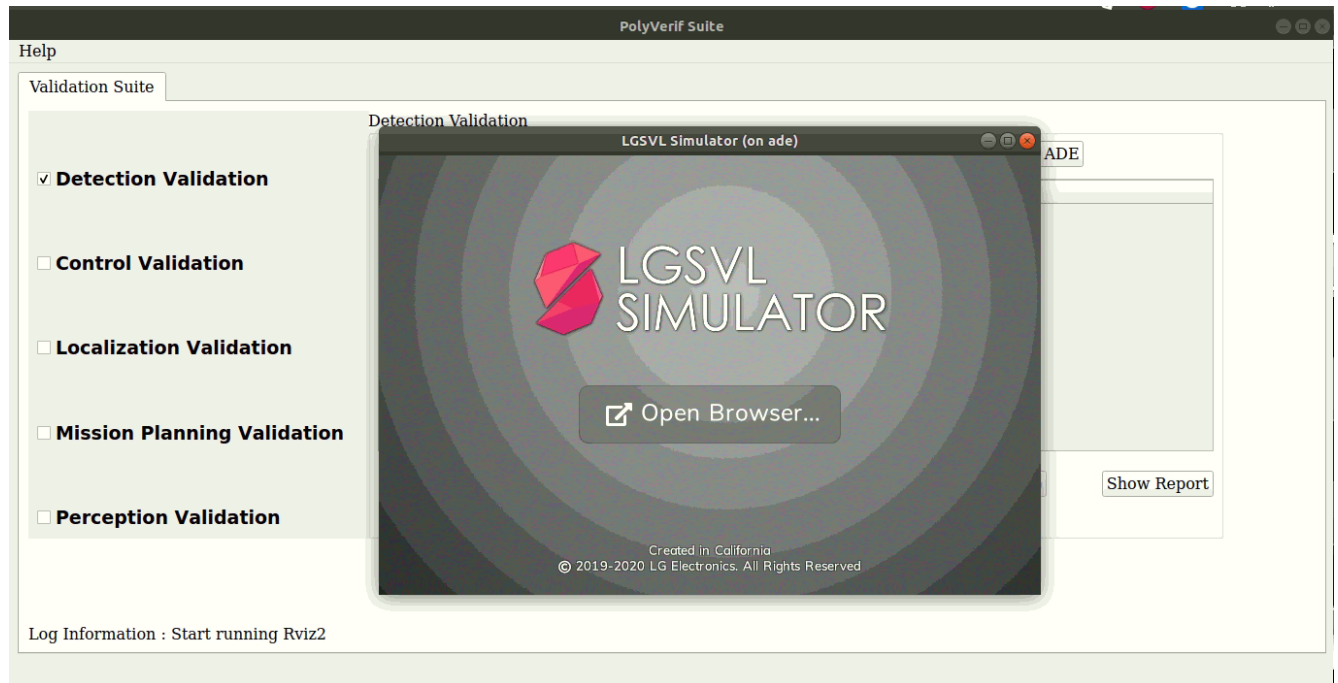 PolyVerif Suite
Help
Validation Suite
Detection Validation
LGSVL Simulator (on ade)
ADE
Detection Validation
Control Validation
Localization Validation
Mission Planning Validation
Perception Validation
LGSVL
SIMULATOR
Open Browser...
Created in California
© 2019-2020 LG Electronics. All Rights Reserved
Show Report
Log Information : Start running Rviz2